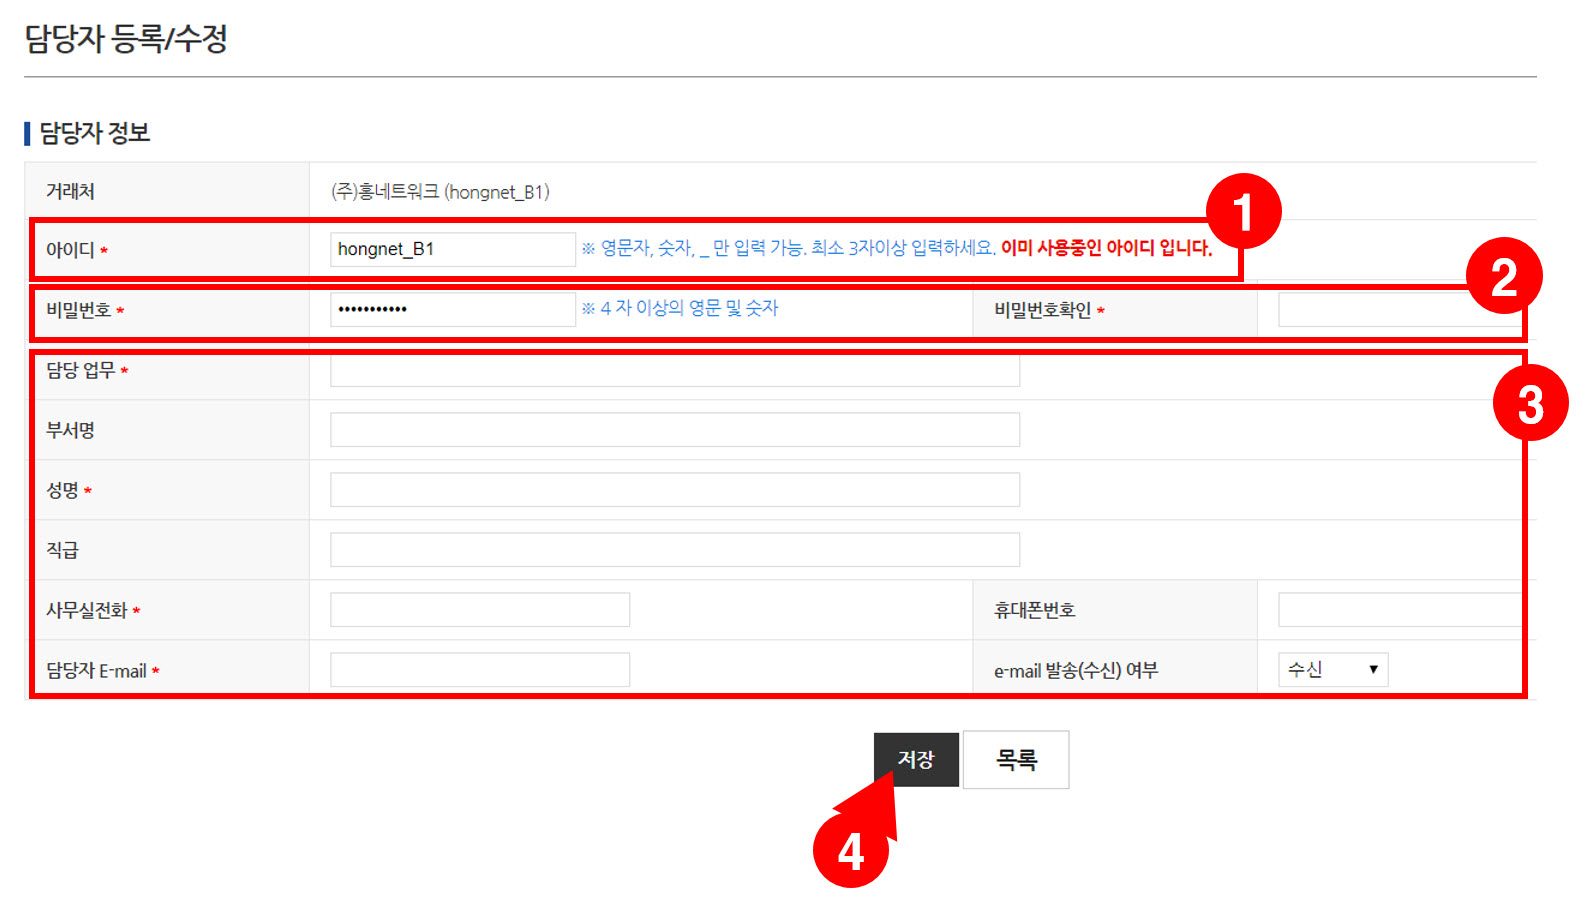 담당자 등록/수정
담당자 정보
거래처 (주)홍네트워크 (hongnet_B1)
1
아이디 * hongnet_B1 ※ 영문자, 숫자, _ 만 입력 가능. 최소 3자이상 입력하세요. 이미 사용중인 아이디 입니다.
2
비밀번호 * ••••••••••• ※ 4 자 이상의 영문 및 숫자 비밀번호확인 *
담당 업무 *
3
부서명
성명 *
직급
사무실전화 * 휴대폰번호
담당자 E-mail * e-mail 발송(수신) 여부 수신 ▼
저장 목록
4